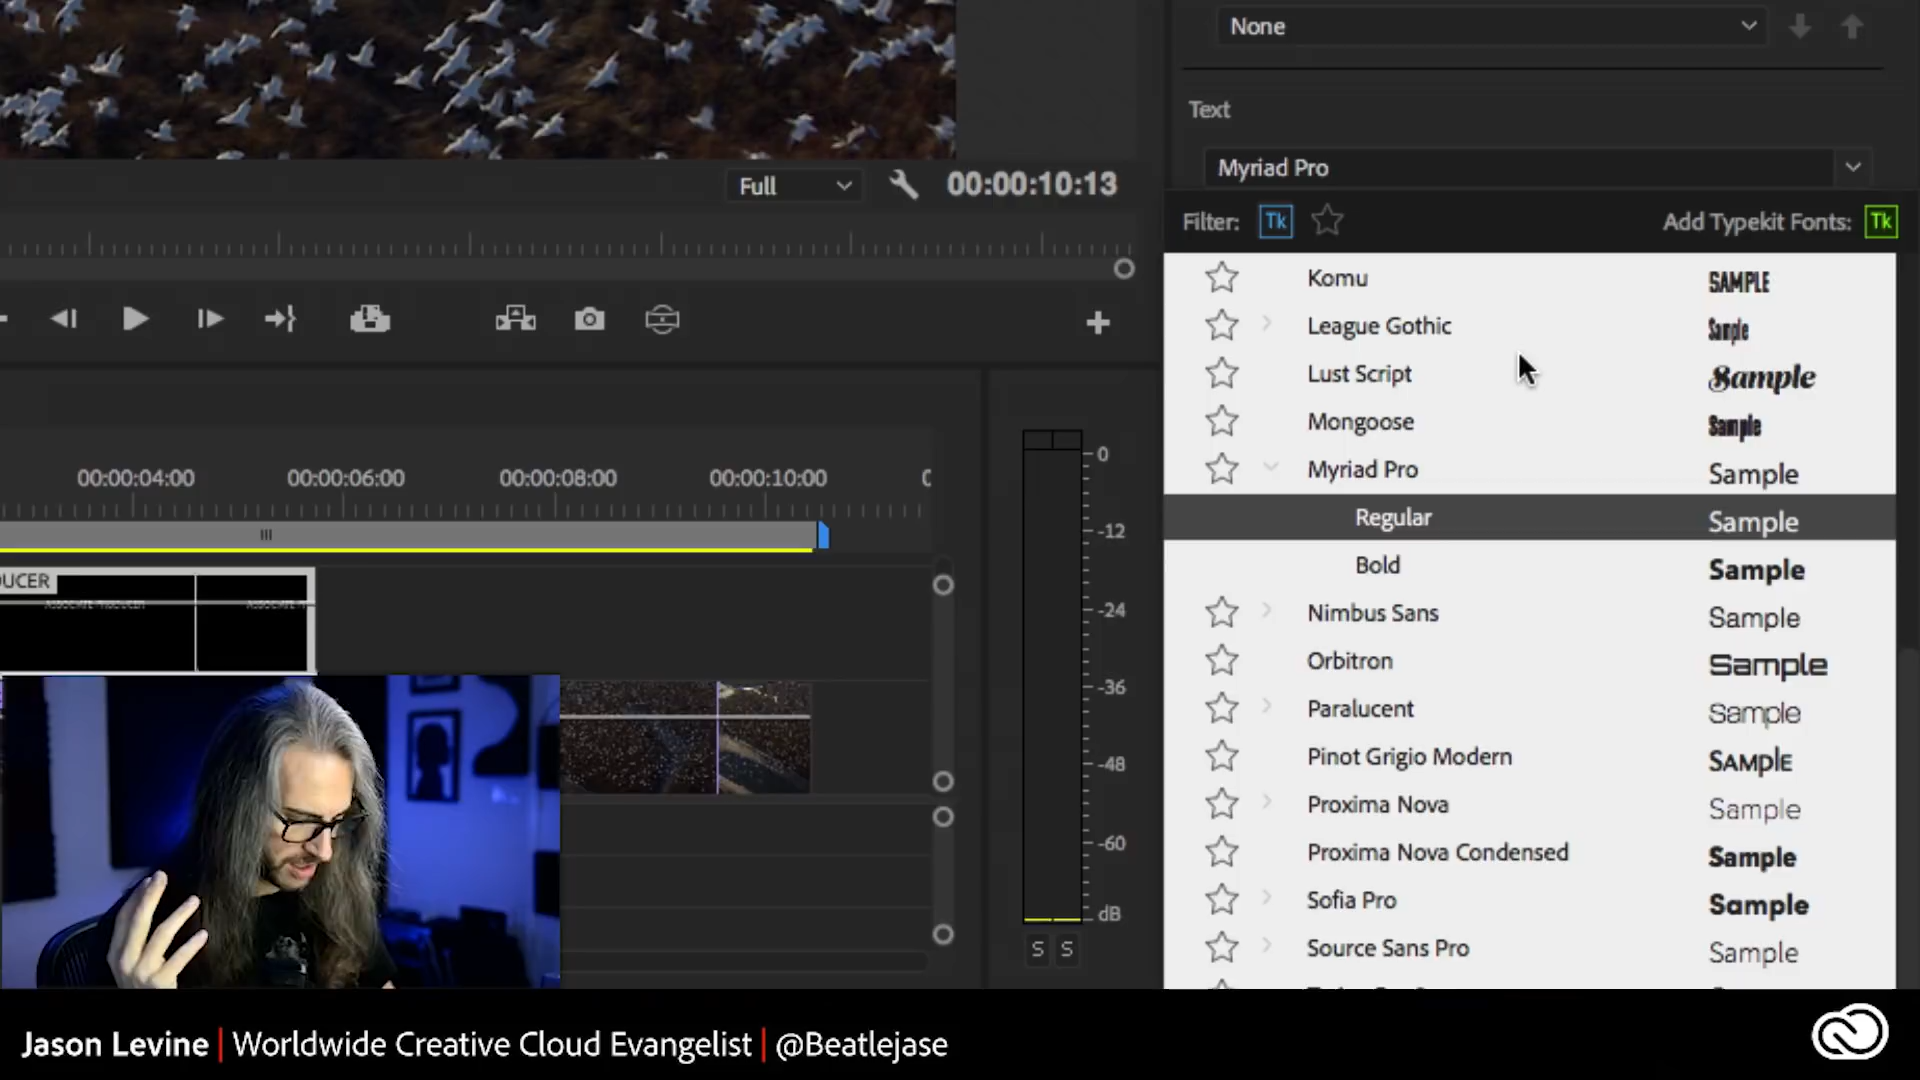 None
Text
Myriad Pro
Full
00:00:10:13
Filter: Tk
Add Typekit Fonts: Tk
Komu SAMPLE
League Gothic Sample
Lust Script Sample
Mongoose Sample
Myriad Pro Sample
Regular Sample
Bold Sample
Nimbus Sans Sample
Orbitron Sample
Paralucent Sample
Pinot Grigio Modern SAMPLE
Proxima Nova Sample
Proxima Nova Condensed Sample
Sofia Pro Sample
Source Sans Pro Sample
00:00:04:00 00:00:06:00 00:00:08:00 00:00:10:00
UCER
0
-12
-24
-36
-48
-60
dB
S S
Jason Levine | Worldwide Creative Cloud Evangelist | @Beatlejase